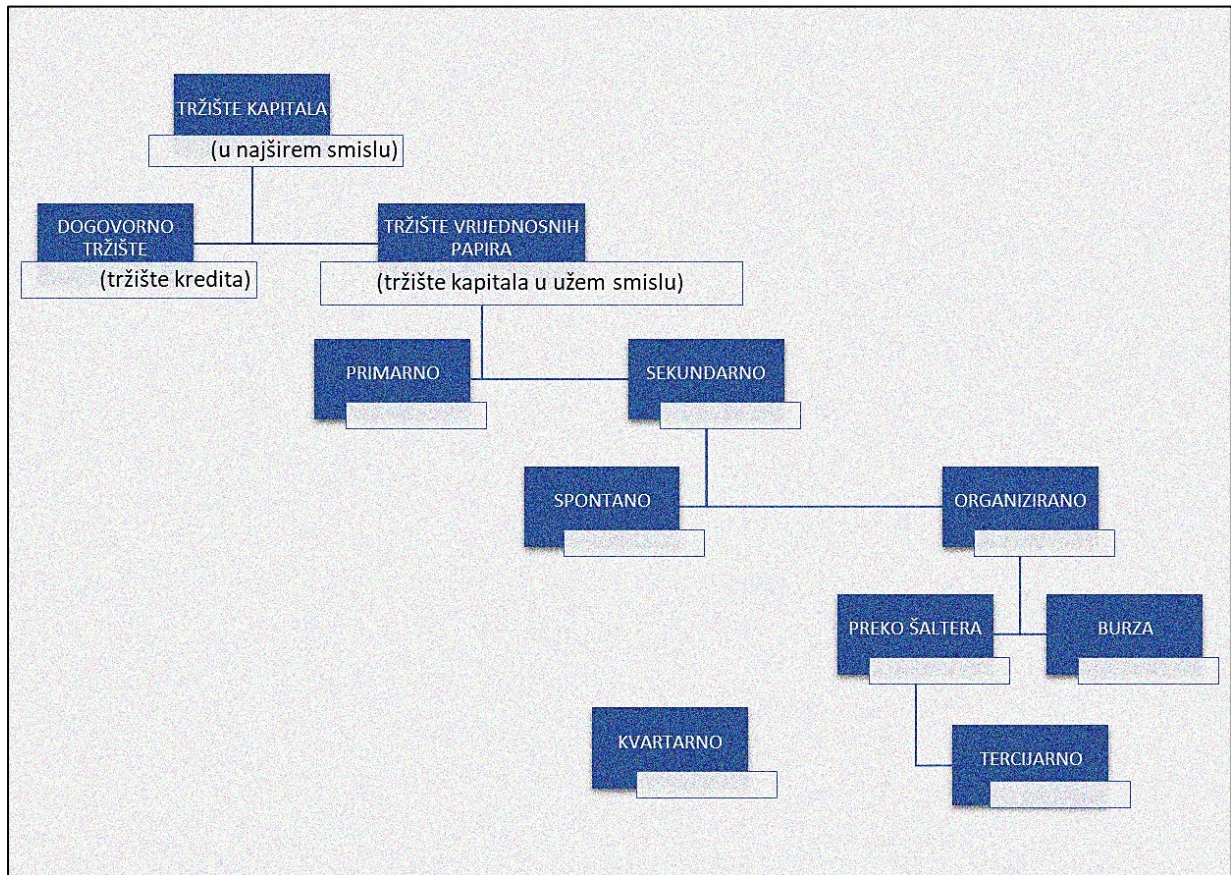 TRŽIŠTE KAPITALA
(u najširem smislu)
DOGOVORNO
TRŽIŠTE
(tržište kredita)
TRŽIŠTE VRIJEDNOSNIH
PAPIRA
(tržište kapitala u užem smislu)
PRIMARNO
SEKUNDARNO
SPONTANO
ORGANIZIRANO
PREKO ŠALTERA
BURZA
KVARTARNO
TERCIJARNO